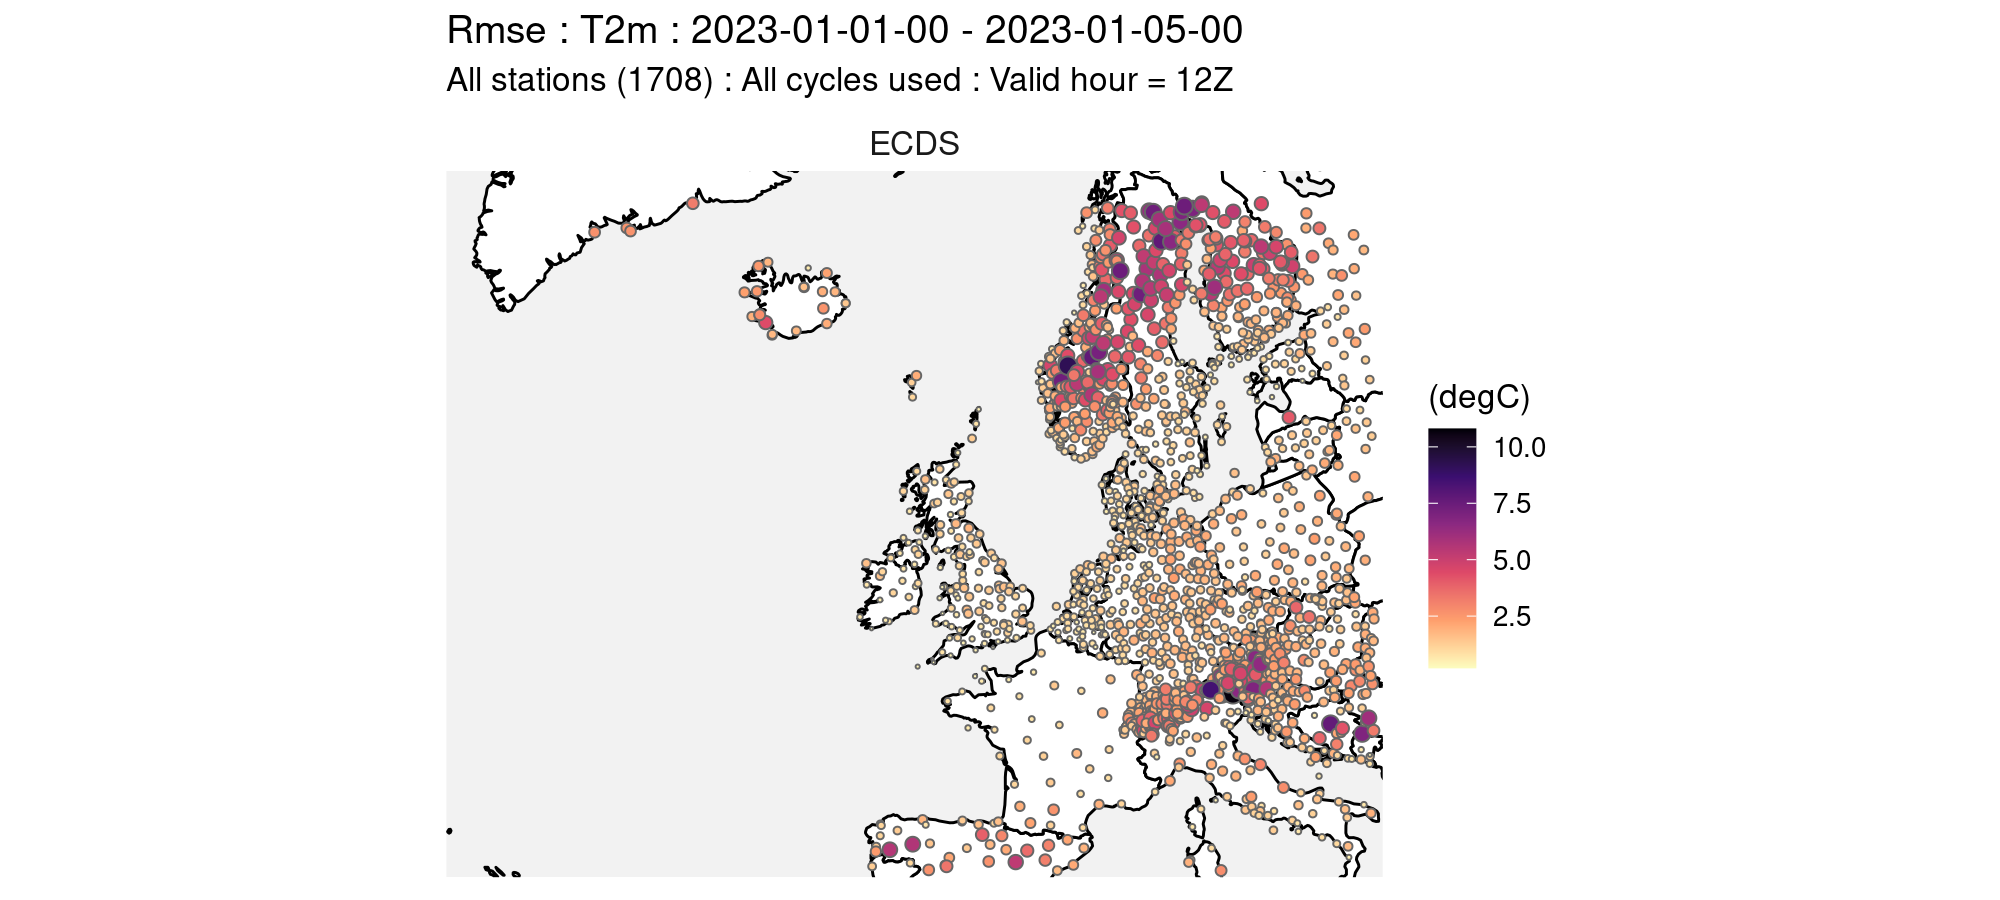 Rmse : T2m : 2023-01-01-00 - 2023-01-05-00
All stations (1708) : All cycles used : Valid hour = 12Z
ECDS
(degC)
10.0
7.5
5.0
2.5